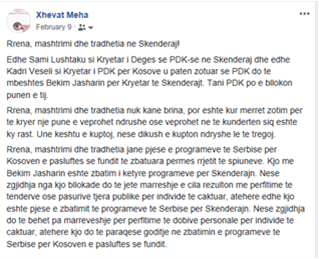 Xhevat Meha
February 9 ·
Rrena, mashtrimi dhe tradhetia ne Skenderaj!
Edhe Sami Lushtaku si Kryetar i Deges se PDK-se ne Skenderaj dhe edhe
Kadri Veseli si Kryetar i PDK per Kosove u paten zotuar se PDK do te
mbeshtes Bekim Jasharin per Kryetar te Skenderajt. Tani PDK po e bllokon
punen e tij.
Rrena, mashtrimi dhe tradhetia nuk kane brina, por eshte kur merret zotim per
te kryer nje pune e veprohet ndrushe ose veprohet ne te kunderten siq eshte
ky rast. Une keshtu e kuptoj, nese dikush e kupton ndryshe le te tregoj.
Rrena, mashtrimi dhe tradhetia jane pjese e programeve te Serbise per
Kosoven e pasluftes se fundit te zbatuara permes rrjetit te spiuneve. Kjo me
Bekim Jasharin eshte zbatim i ketyre programeve per Skenderajn. Nese
zgjidhja nga kjo bllokade do te jete marreshje e cila rezulton me perfitime te
tenderve ose pasurive tjera publike per individe te caktuar, atehere edhe kjo
eshte pjese e zbatimit te programeve te Serbise per Skenderajn. Nese zgjidhja
do te behet pa marreveshje per perfitime te dobive personale per individe te
caktuar, atehere kjo do te paraqese goditje ne zbatimin e programeve te
Serbise per Kosoven e pasluftes se fundit.